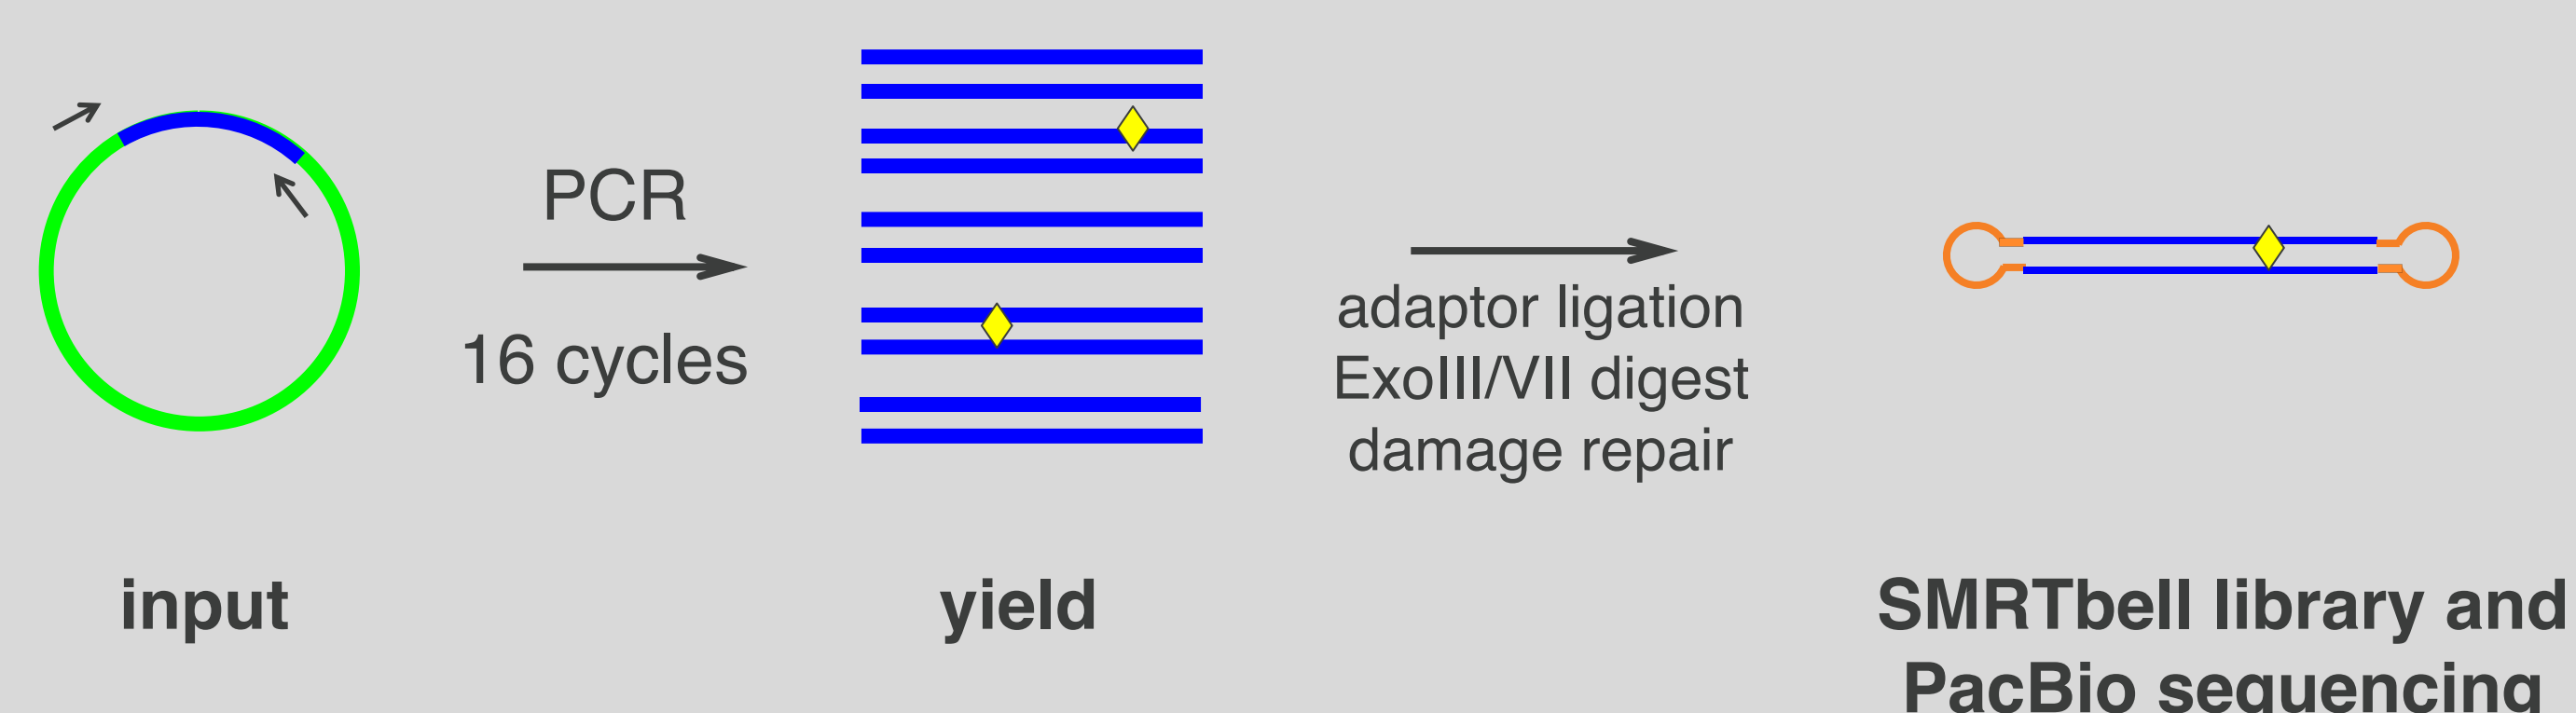 PCR
16 cycles
adaptor ligation
ExoIII/VII digest
damage repair
input
yield
SMRTbell library and
PacBio sequencing